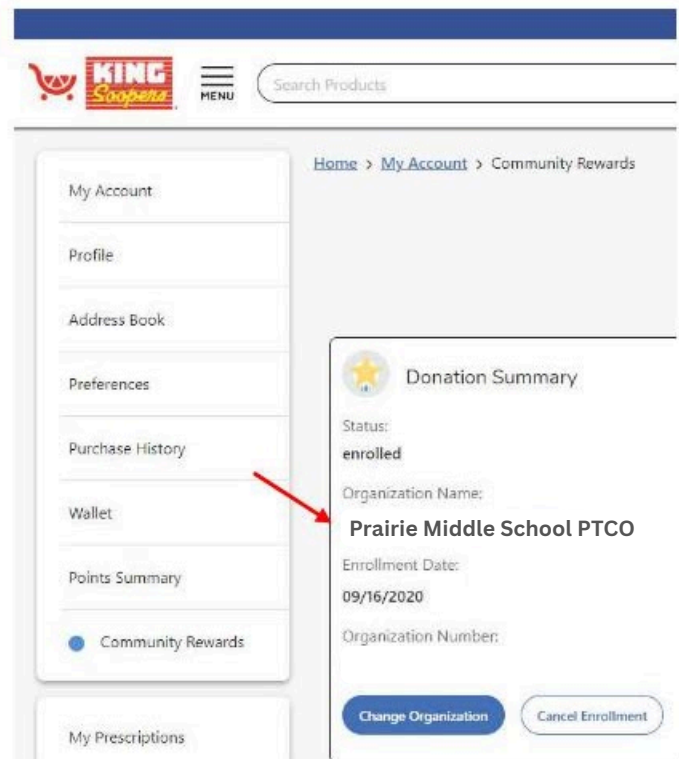 KING
Soopers
MENU
Search Products
Home > My Account > Community Rewards
My Account
Profile
Address Book
Preferences
Purchase History
Wallet
Points Summary
Community Rewards
My Prescriptions
Donation Summary
Status:
enrolled
Organization Name:
Prairie Middle School PTCO
Enrollment Date:
09/16/2020
Organization Number:
Change Organization
Cancel Enrollment